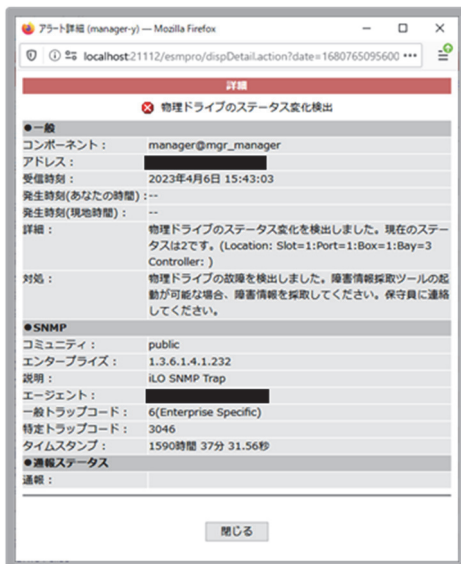 アラート詳細 (manager-y) — Mozilla Firefox
localhost:21112/esmpro/dispDetail.action?date=1680765095600
詳細
物理ドライブのステータス変化検出
●一般
コンポーネント： manager@mgr_manager
アドレス：
受信時刻： 2023年4月6日 15:43:03
発生時刻(あなたの時間)：--
発生時刻(現地時間)： --
詳細： 物理ドライブのステータス変化を検出しました。現在のステー
タスは2です。(Location: Slot=1:Port=1:Box=1:Bay=3
Controller: )
対処： 物理ドライブの故障を検出しました。障害情報採取ツールの起
動が可能な場合、障害情報を採取してください。保守員に連絡
してください。
●SNMP
コミュニティ： public
エンタープライズ： 1.3.6.1.4.1.232
説明： iLO SNMP Trap
エージェント：
一般トラップコード： 6(Enterprise Specific)
特定トラップコード： 3046
タイムスタンプ： 1590時間 37分 31.56秒
●通報ステータス
通報：
閉じる